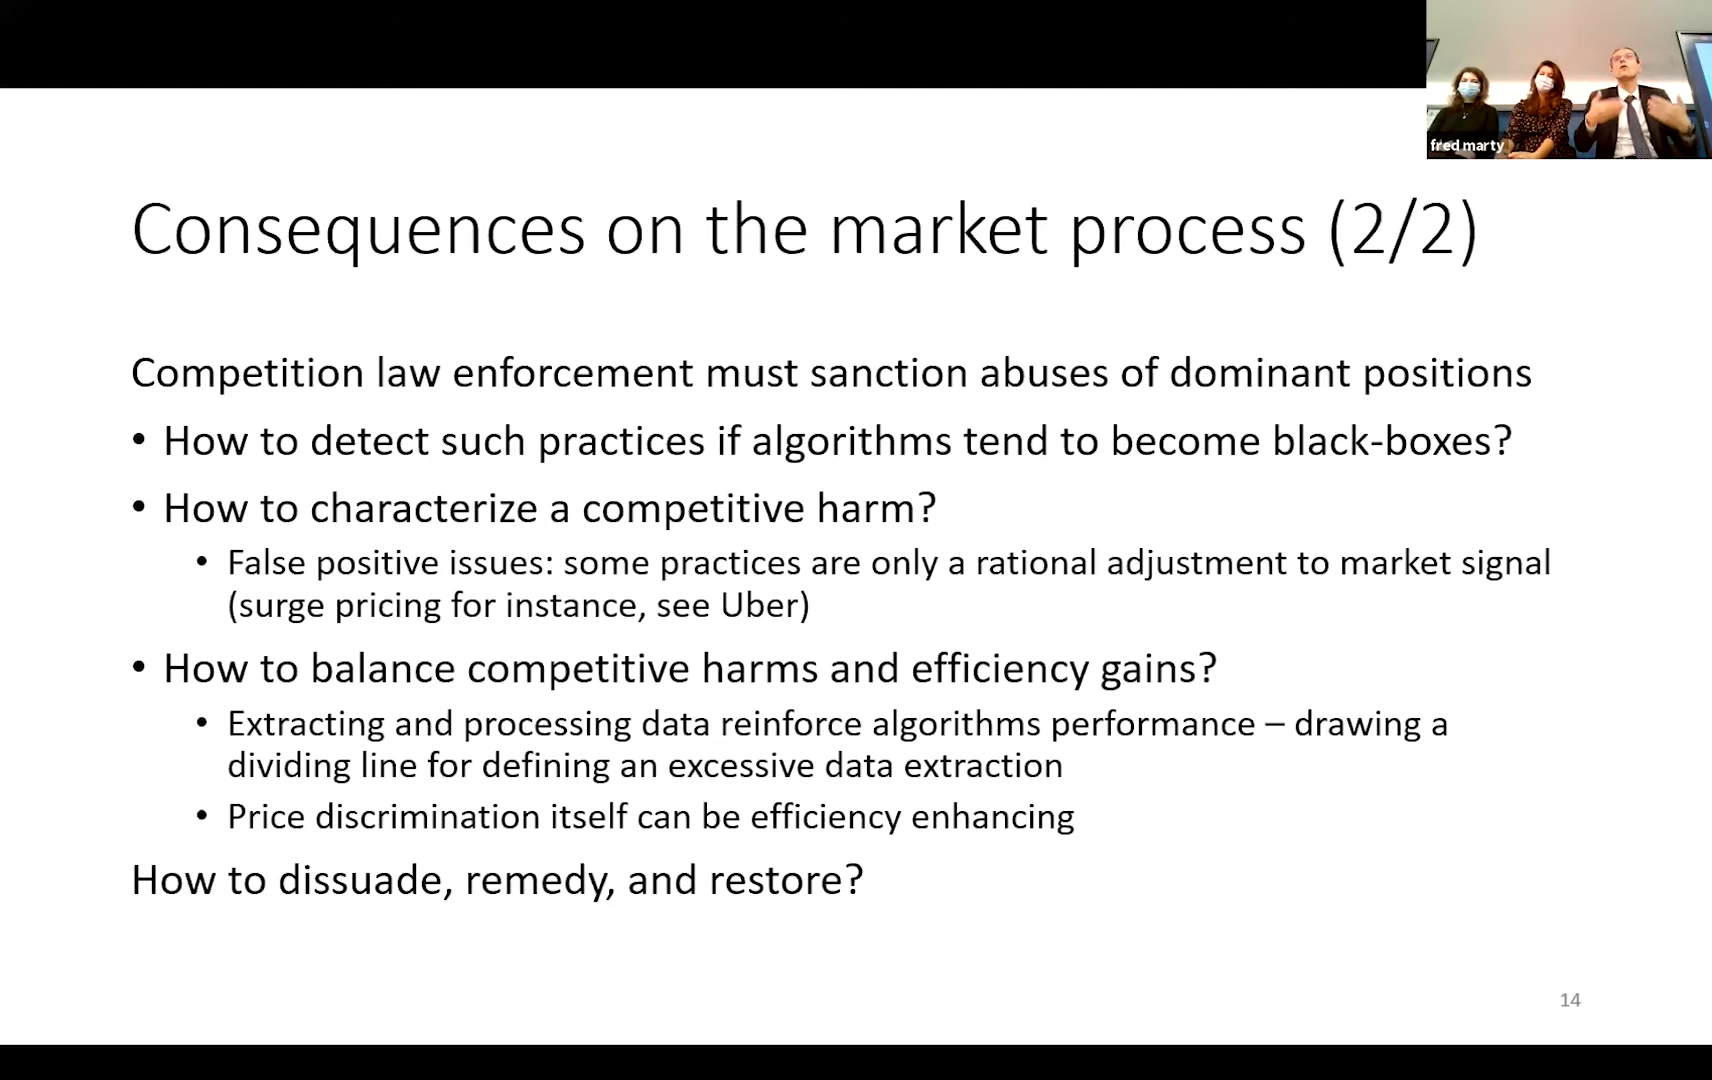 fred marty
Consequences on the market process (2/2)
Competition law enforcement must sanction abuses of dominant positions
• How to detect such practices if algorithms tend to become black-boxes?
• How to characterize a competitive harm?
• False positive issues: some practices are only a rational adjustment to market signal
(surge pricing for instance, see Uber)
• How to balance competitive harms and efficiency gains?
• Extracting and processing data reinforce algorithms performance – drawing a
dividing line for defining an excessive data extraction
• Price discrimination itself can be efficiency enhancing
How to dissuade, remedy, and restore?
14